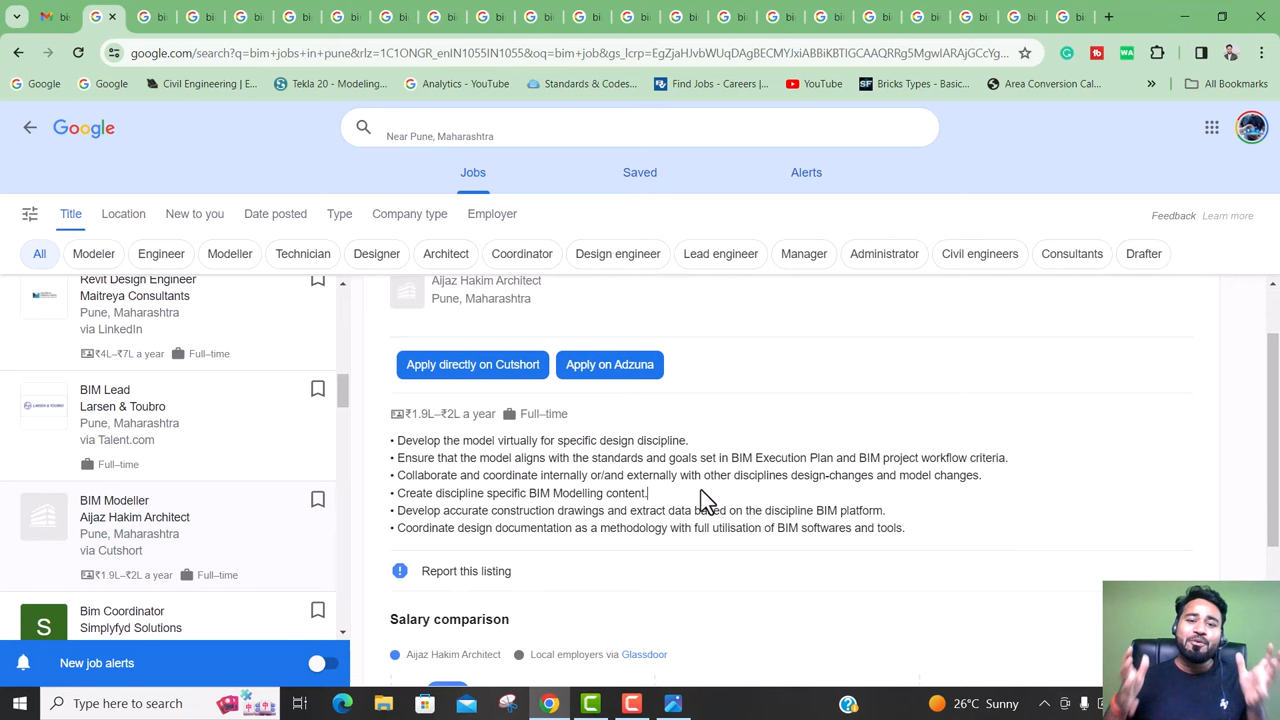 google.com/search?q=bim+jobs+in+pune&rlz=1C1ONGR_enIN1055IN1055&oq=bim+job&gs_lcrp=EgZjaHJvbWUqDAgBECMYJxiABBiKBTIGCAAQRRg5MgwIARAjGCcYg...
Google
Google
Civil Engineering | E...
Tekla 20 - Modeling...
Analytics - YouTube
Standards & Codes...
Find Jobs - Careers |...
YouTube
Bricks Types - Basic...
Area Conversion Cal...
All Bookmarks
Google
Near Pune, Maharashtra
Jobs
Saved
Alerts
Title
Location
New to you
Date posted
Type
Company type
Employer
Feedback
Learn more
All
Modeler
Engineer
Modeller
Technician
Designer
Architect
Coordinator
Design engineer
Lead engineer
Manager
Administrator
Civil engineers
Consultants
Drafter
Revit Design Engineer
Maitreya Consultants
Pune, Maharashtra
via LinkedIn
₹4L–₹7L a year
Full–time
BIM Lead
Larsen & Toubro
Pune, Maharashtra
via Talent.com
Full–time
BIM Modeller
Aijaz Hakim Architect
Pune, Maharashtra
via Cutshort
₹1.9L–₹2L a year
Full–time
S
Bim Coordinator
Simplyfyd Solutions
New job alerts
Aijaz Hakim Architect
Pune, Maharashtra
Apply directly on Cutshort
Apply on Adzuna
₹1.9L–₹2L a year
Full–time
• Develop the model virtually for specific design discipline.
• Ensure that the model aligns with the standards and goals set in BIM Execution Plan and BIM project workflow criteria.
• Collaborate and coordinate internally or/and externally with other disciplines design-changes and model changes.
• Create discipline specific BIM Modelling content.
• Develop accurate construction drawings and extract data based on the discipline BIM platform.
• Coordinate design documentation as a methodology with full utilisation of BIM softwares and tools.
Report this listing
Salary comparison
Aijaz Hakim Architect
Local employers via Glassdoor
Type here to search
26°C Sunny